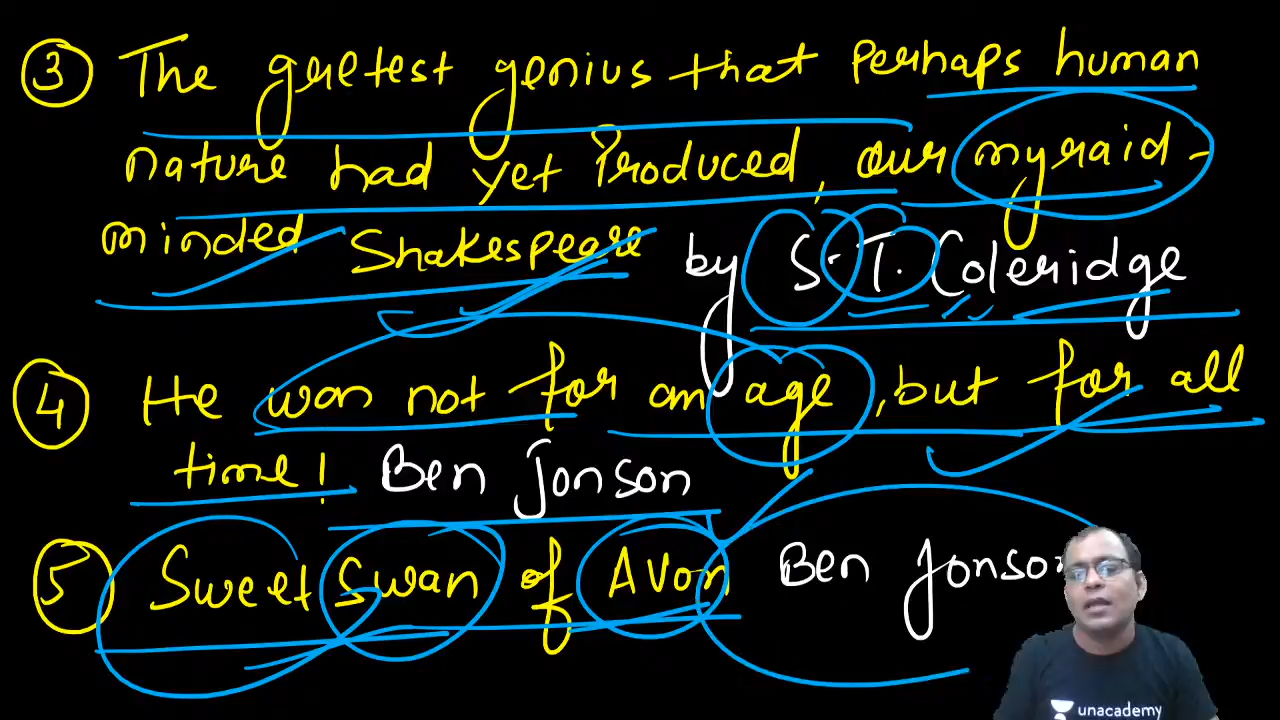 ③ The gretest genius that perhaps human
nature had yet Produced, our myraid-
minded Shakespeare by S.T. Coleridge
④ He was not for an age, but for all
time! Ben Jonson
⑤ Sweet swan of Avon Ben Jonson
unacademy